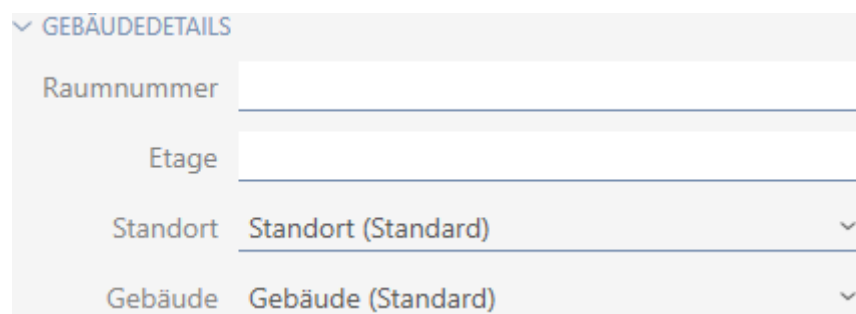 GEBÄUDEDETAILS
Raumnummer
Etage
Standort Standort (Standard)
Gebäude Gebäude (Standard)